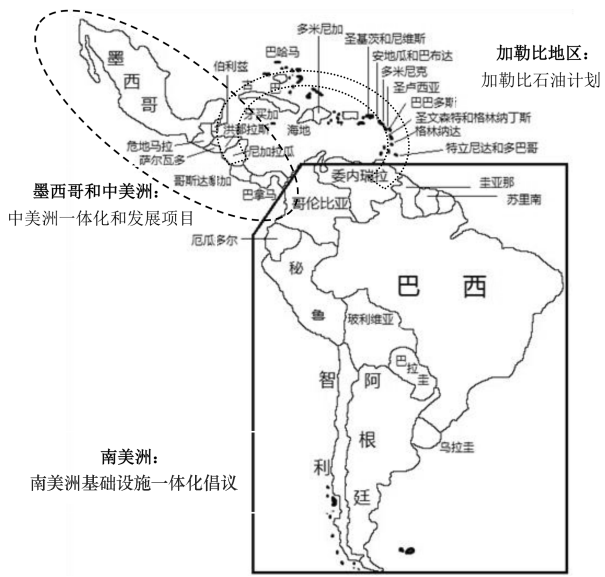 多米尼加
圣基茨和尼维斯
巴哈马
安地瓜和巴布达
加勒比地区：
伯利兹
多米尼克
加勒比石油计划
墨
西
哥
古
巴
圣卢西亚
巴巴多斯
牙买加
圣文森特和格林纳丁斯
洪都拉斯
海地
格林纳达
危地马拉
尼加拉瓜
特立尼达和多巴哥
萨尔瓦多
哥斯达黎加
委内瑞拉
圭亚那
墨西哥和中美洲：
巴拿马
苏里南
哥伦比亚
中美洲一体化和发展项目
厄瓜多尔
秘
鲁
巴 西
玻利维亚
巴
拉
圭
智
利
阿
根
廷
乌拉圭
南美洲：
南美洲基础设施一体化倡议